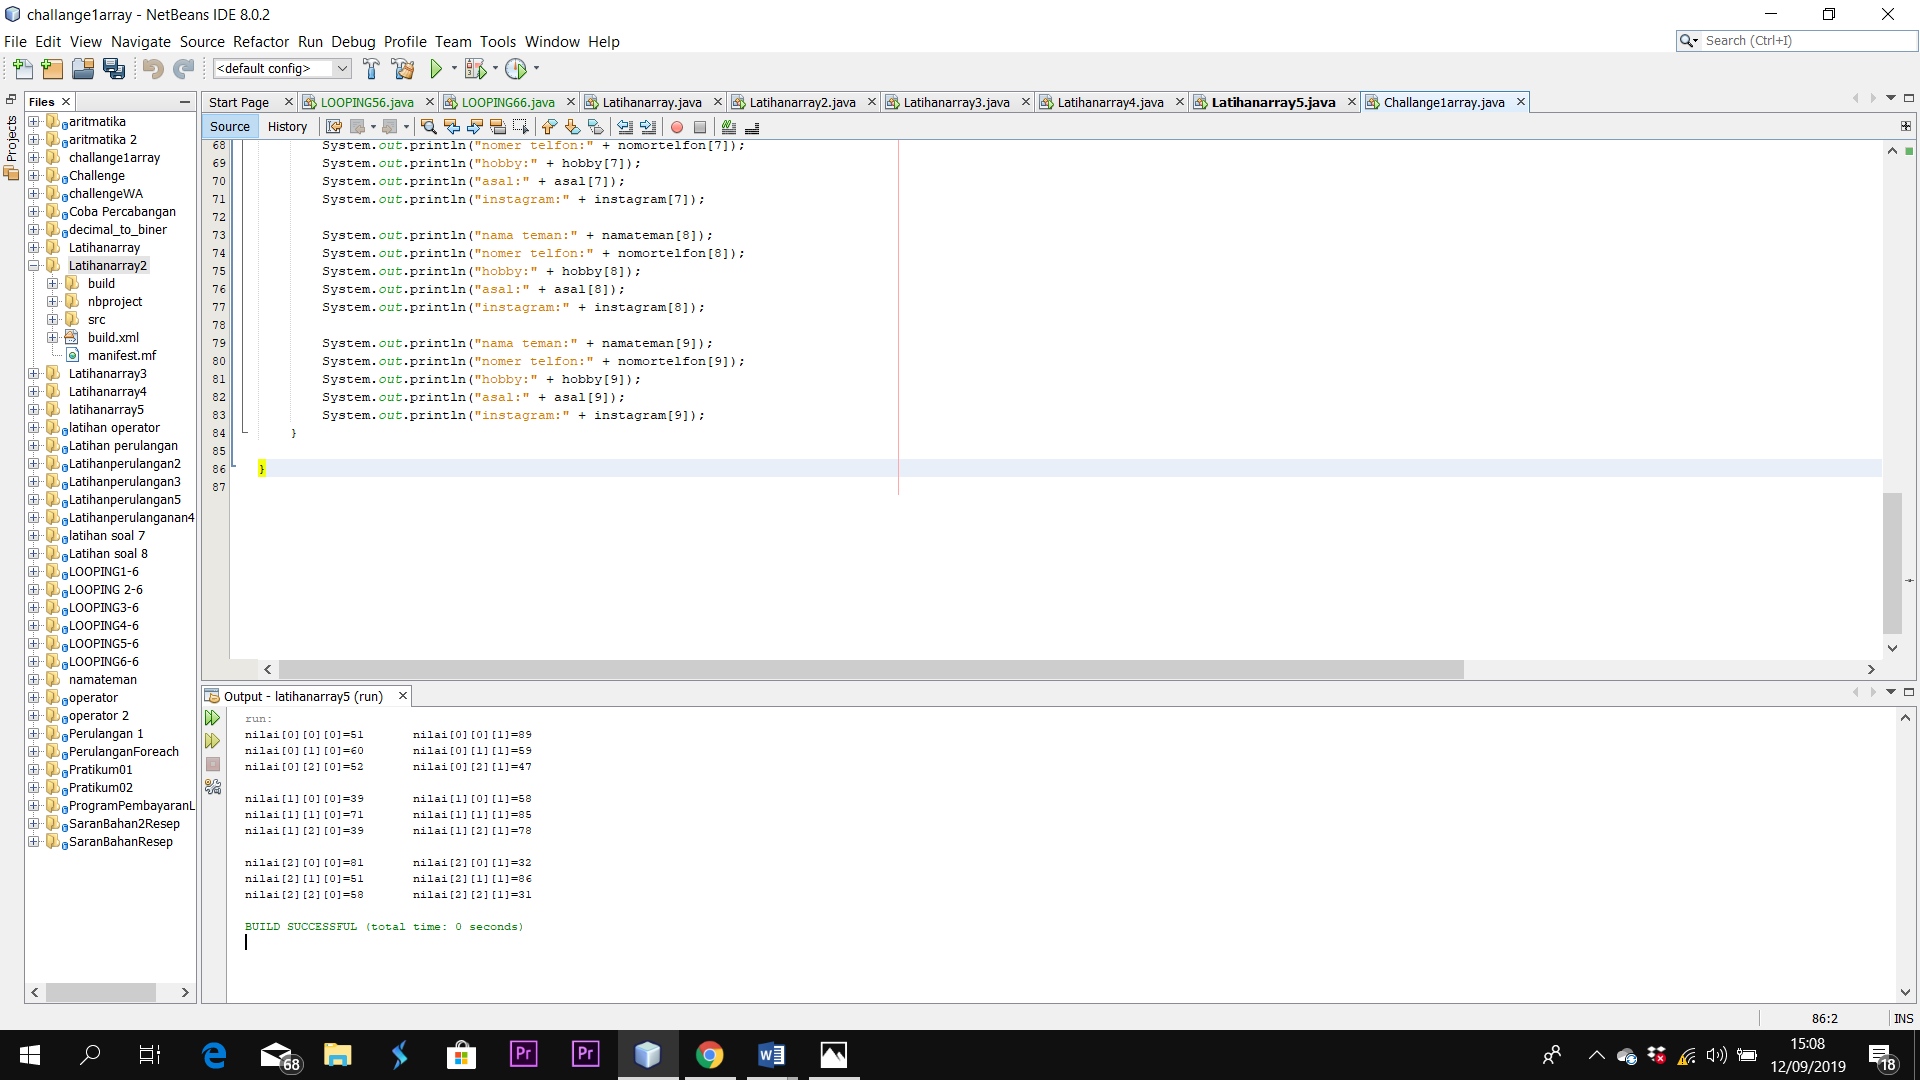 challange1array - NetBeans IDE 8.0.2
File Edit View Navigate Source Refactor Run Debug Profile Team Tools Window Help
Search (Ctrl+I)
<default config>
Projects
Files
aritmatika
aritmatika 2
challange1array
Challenge
challengeWA
Coba Percabangan
decimal_to_biner
Latihanarray
Latihanarray2
build
nbproject
src
build.xml
manifest.mf
Latihanarray3
Latihanarray4
latihanarray5
latihan operator
Latihan perulangan
Latihanperulangan2
Latihanperulangan3
Latihanperulangan5
Latihanperulanganan4
latihan soal 7
Latihan soal 8
LOOPING1-6
LOOPING 2-6
LOOPING3-6
LOOPING4-6
LOOPING5-6
LOOPING6-6
namateman
operator
operator 2
Perulangan 1
PerulanganForeach
Pratikum01
Pratikum02
ProgramPembayaranL
SaranBahan2Resep
SaranBahanResep
Start Page LOOPING56.java LOOPING66.java Latihanarray.java Latihanarray2.java Latihanarray3.java Latihanarray4.java Latihanarray5.java Challange1array.java
Source History
68 System.out.println("nomer telfon:" + nomortelfon[7]);
69 System.out.println("hobby:" + hobby[7]);
70 System.out.println("asal:" + asal[7]);
71 System.out.println("instagram:" + instagram[7]);
72
73 System.out.println("nama teman:" + namateman[8]);
74 System.out.println("nomer telfon:" + nomortelfon[8]);
75 System.out.println("hobby:" + hobby[8]);
76 System.out.println("asal:" + asal[8]);
77 System.out.println("instagram:" + instagram[8]);
78
79 System.out.println("nama teman:" + namateman[9]);
80 System.out.println("nomer telfon:" + nomortelfon[9]);
81 System.out.println("hobby:" + hobby[9]);
82 System.out.println("asal:" + asal[9]);
83 System.out.println("instagram:" + instagram[9]);
84 }
85
86 }
87
Output - latihanarray5 (run)
run:
nilai[0][0][0]=51 nilai[0][0][1]=89
nilai[0][1][0]=60 nilai[0][1][1]=59
nilai[0][2][0]=52 nilai[0][2][1]=47
nilai[1][0][0]=39 nilai[1][0][1]=58
nilai[1][1][0]=71 nilai[1][1][1]=85
nilai[1][2][0]=39 nilai[1][2][1]=78
nilai[2][0][0]=81 nilai[2][0][1]=32
nilai[2][1][0]=51 nilai[2][1][1]=86
nilai[2][2][0]=58 nilai[2][2][1]=31
BUILD SUCCESSFUL (total time: 0 seconds)
86:2 INS
68
Pr
Pr
15:08
12/09/2019
18